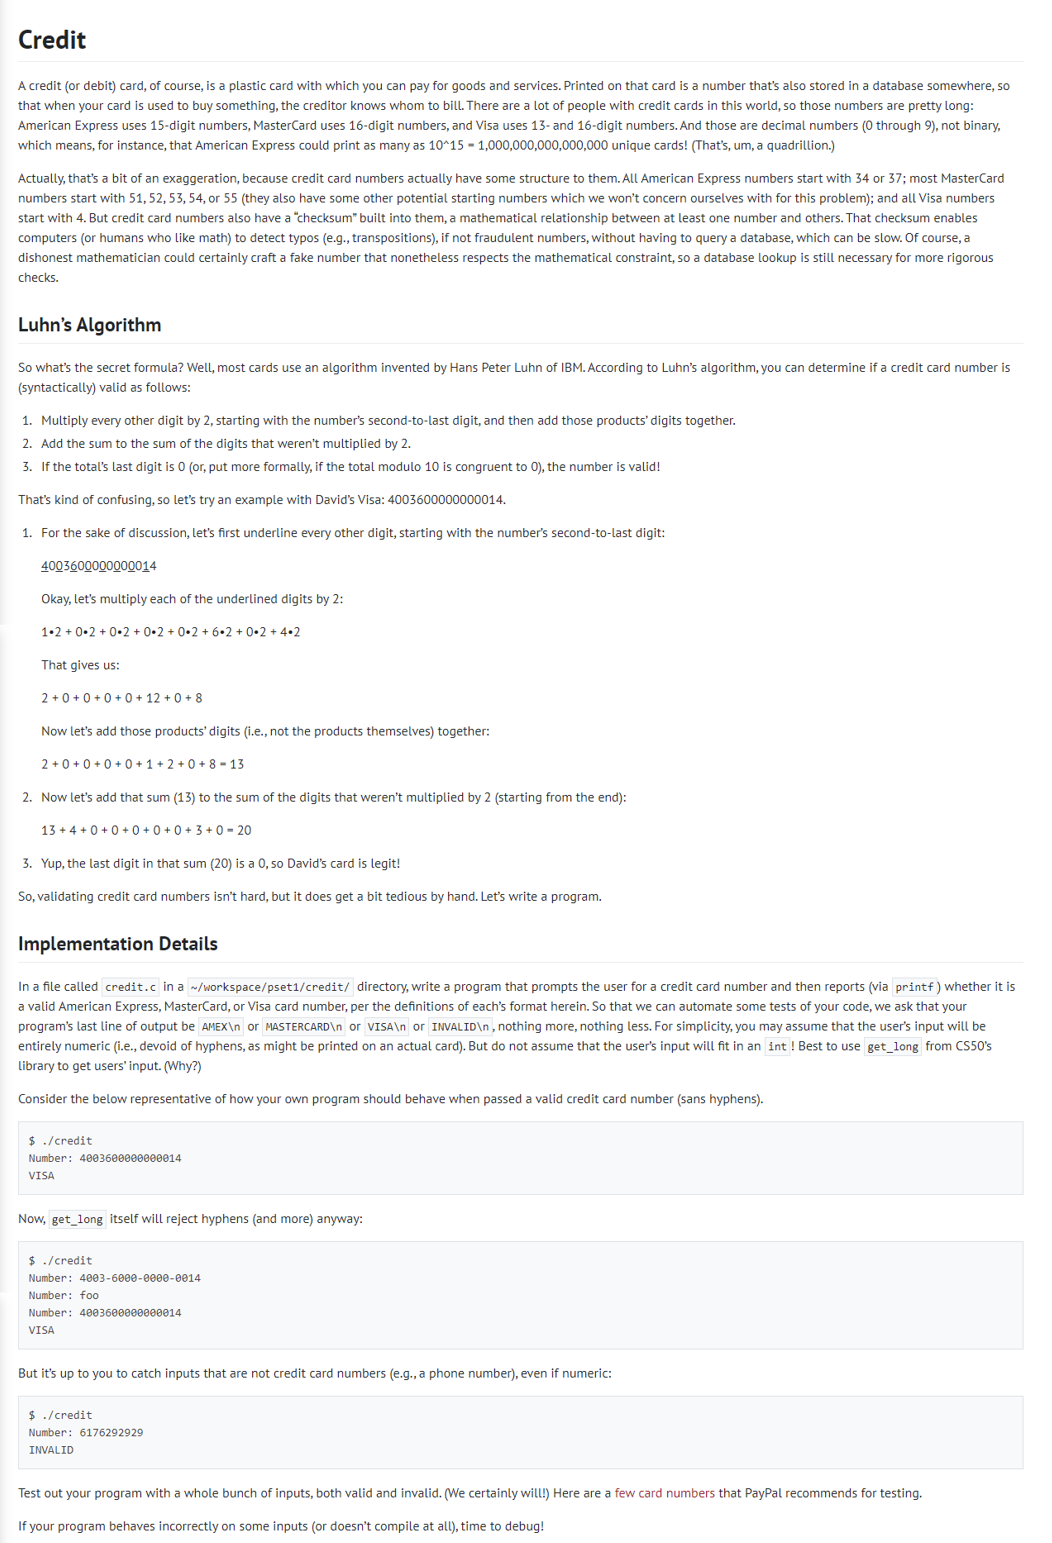 Credit
A credit (or debit) card, of course, is a plastic card with which you can pay for goods and services. Printed on that card is a number that's also stored in a database somewhere, so
that when your card is used to buy something, the creditor knows whom to bill. There are a lot of people with credit cards in this world, so those numbers are pretty long:
American Express uses 15-digit numbers, MasterCard uses 16-digit numbers, and Visa uses 13- and 16-digit numbers. And those are decimal numbers (0 through 9), not binary,
which means, for instance, that American Express could print as many as 10^15 = 1,000,000,000,000,000 unique cards! (That's, um, a quadrillion.)
Actually, that's a bit of an exaggeration, because credit card numbers actually have some structure to them. All American Express numbers start with 34 or 37; most MasterCard
numbers start with 51, 52, 53, 54, or 55 (they also have some other potential starting numbers which we won't concern ourselves with for this problem); and all Visa numbers
start with 4. But credit card numbers also have a "checksum" built into them, a mathematical relationship between at least one number and others. That checksum enables
computers (or humans who like math) to detect typos (e.g., transpositions), if not fraudulent numbers, without having to query a database, which can be slow. Of course, a
dishonest mathematician could certainly craft a fake number that nonetheless respects the mathematical constraint, so a database lookup is still necessary for more rigorous
checks.
Luhn's Algorithm
So what's the secret formula? Well, most cards use an algorithm invented by Hans Peter Luhn of IBM. According to Luhn's algorithm, you can determine if a credit card number is
(syntactically) valid as follows:
1. Multiply every other digit by 2, starting with the number's second-to-last digit, and then add those products' digits together.
2. Add the sum to the sum of the digits that weren't multiplied by 2.
3. If the total's last digit is 0 (or, put more formally, if the total modulo 10 is congruent to 0), the number is valid!
That's kind of confusing, so let's try an example with David's Visa: 4003600000000014.
1. For the sake of discussion, let's first underline every other digit, starting with the number's second-to-last digit:
4003600000000014
Okay, let's multiply each of the underlined digits by 2:
1•2 + 0•2 + 0•2 + 0•2 + 0•2 + 6•2 + 0•2 + 4•2
That gives us:
2 + 0 + 0 + 0 + 0 + 12 + 0 + 8
Now let's add those products' digits (i.e., not the products themselves) together:
2 + 0 + 0 + 0 + 0 + 1 + 2 + 0 + 8 = 13
2. Now let's add that sum (13) to the sum of the digits that weren't multiplied by 2 (starting from the end):
13 + 4 + 0 + 0 + 0 + 0 + 0 + 3 + 0 = 20
3. Yup, the last digit in that sum (20) is a 0, so David's card is legit!
So, validating credit card numbers isn't hard, but it does get a bit tedious by hand. Let's write a program.
Implementation Details
In a file called credit.c in a ~/workspace/pset1/credit/ directory, write a program that prompts the user for a credit card number and then reports (via printf) whether it is
a valid American Express, MasterCard, or Visa card number, per the definitions of each's format herein. So that we can automate some tests of your code, we ask that your
program's last line of output be AMEX\n or MASTERCARD\n or VISA\n or INVALID\n, nothing more, nothing less. For simplicity, you may assume that the user's input will be
entirely numeric (i.e., devoid of hyphens, as might be printed on an actual card). But do not assume that the user's input will fit in an int! Best to use get_long from CS50's
library to get users' input. (Why?)
Consider the below representative of how your own program should behave when passed a valid credit card number (sans hyphens).
$ ./credit
Number: 4003600000000014
VISA
Now, get_long itself will reject hyphens (and more) anyway:
$ ./credit
Number: 4003-6000-0000-0014
Number: foo
Number: 4003600000000014
VISA
But it's up to you to catch inputs that are not credit card numbers (e.g., a phone number), even if numeric:
$ ./credit
Number: 6176292929
INVALID
Test out your program with a whole bunch of inputs, both valid and invalid. (We certainly will!) Here are a few card numbers that PayPal recommends for testing.
If your program behaves incorrectly on some inputs (or doesn't compile at all), time to debug!